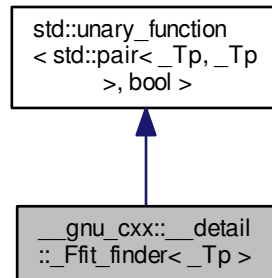 std::unary_function
< std::pair< _Tp, _Tp
>, bool >
__gnu_cxx::__detail
::_Ffit_finder< _Tp >